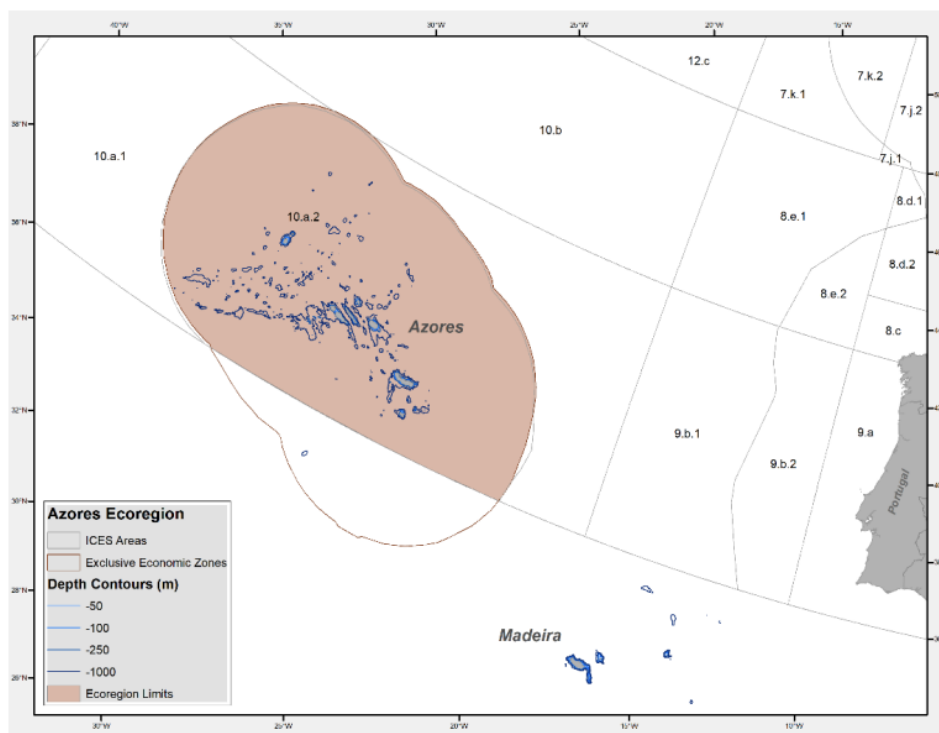 40°W
35°W
30°W
25°W
20°W
15°W
12.c
7.k.2
7.k.1
7.j.2
38°N
10.b
10.a.1
7.j.1
8.d.1
36°N
10.a.2
8.e.1
8.d.2
8.e.2
34°N
Azores
8.c
32°N
9.b.1
9.a
9.b.2
Portugal
30°N
Azores Ecoregion
ICES Areas
Exclusive Economic Zones
Depth Contours (m)
-50
-100
-250
-1000
Ecoregion Limits
28°N
Madeira
26°N
30°W
25°W
20°W
15°W
10°W